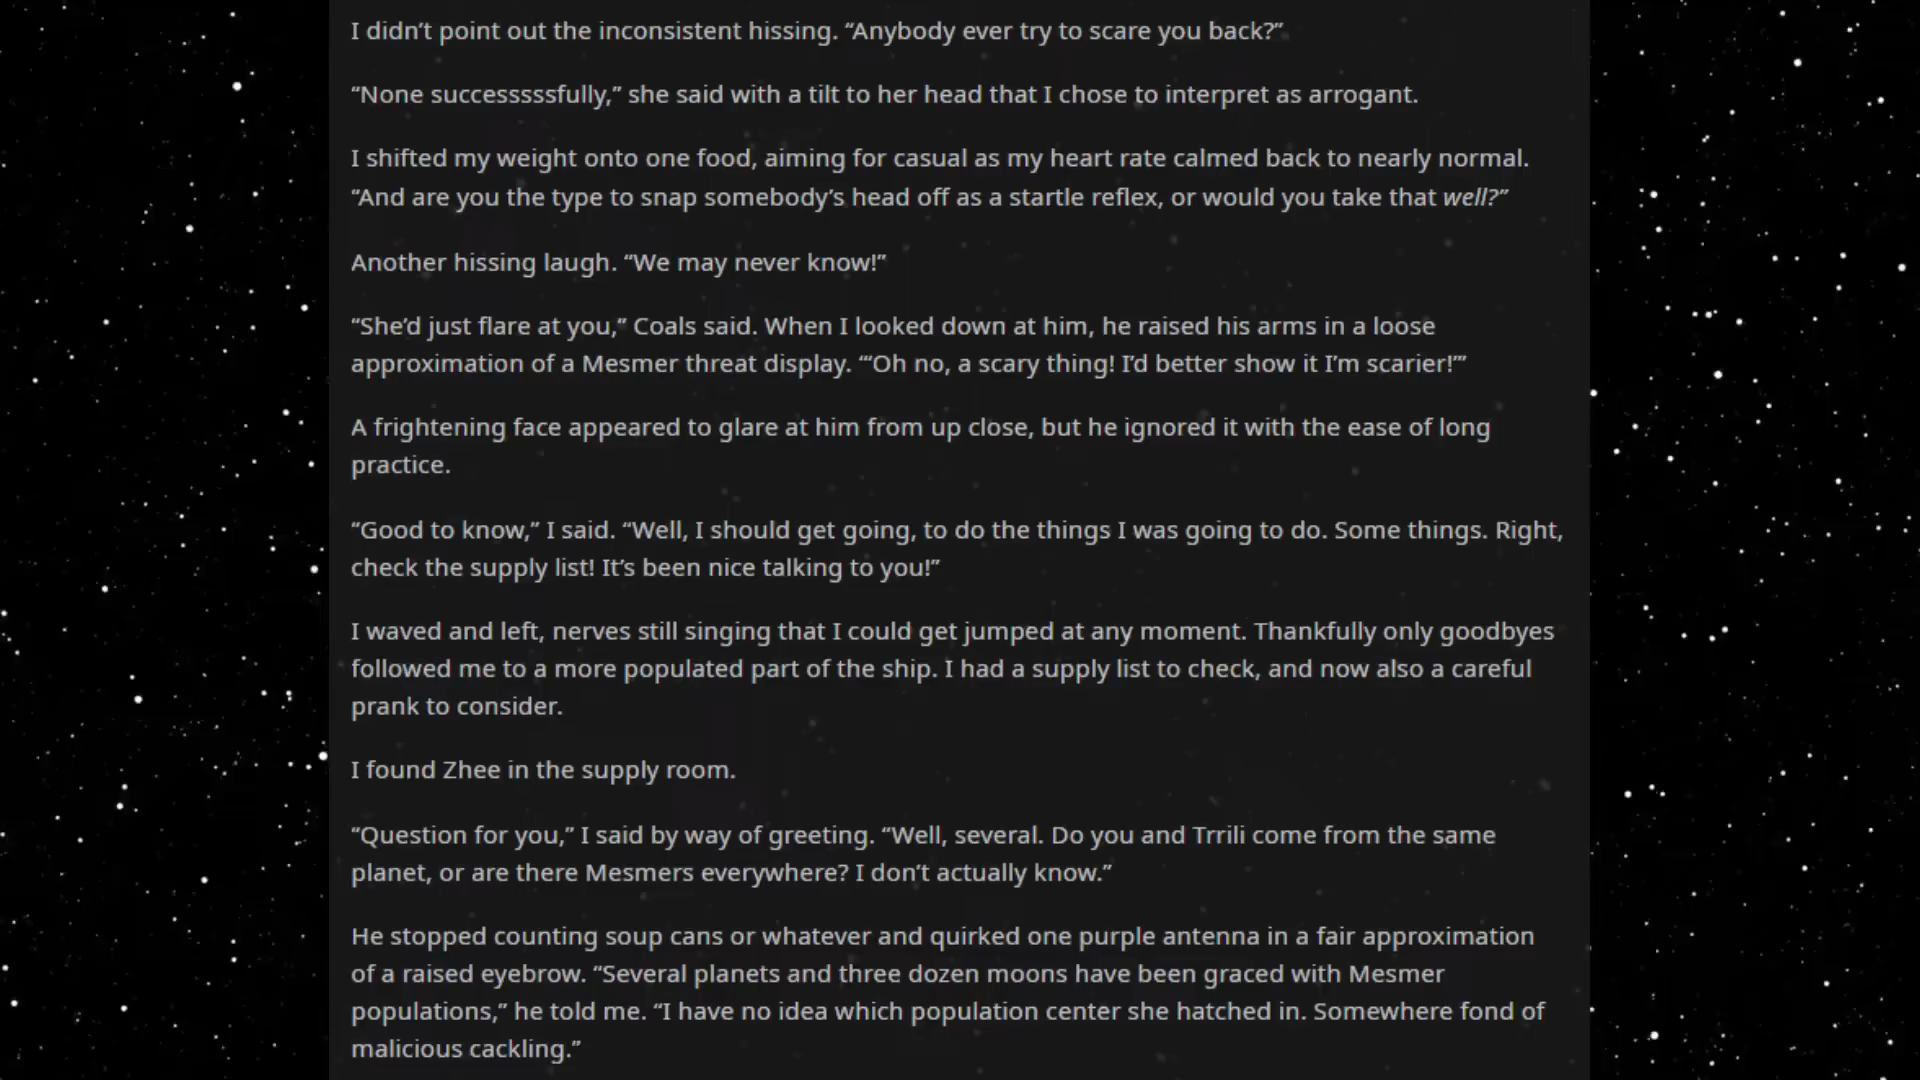 I didn’t point out the inconsistent hissing. “Anybody ever try to scare you back?”
“None successsssfully,” she said with a tilt to her head that I chose to interpret as arrogant.
I shifted my weight onto one food, aiming for casual as my heart rate calmed back to nearly normal.
“And are you the type to snap somebody’s head off as a startle reflex, or would you take that well?”
Another hissing laugh. “We may never know!”
“She’d just flare at you,” Coals said. When I looked down at him, he raised his arms in a loose
approximation of a Mesmer threat display. “‘Oh no, a scary thing! I’d better show it I’m scarier!’”
A frightening face appeared to glare at him from up close, but he ignored it with the ease of long
practice.
“Good to know,” I said. “Well, I should get going, to do the things I was going to do. Some things. Right,
check the supply list! It’s been nice talking to you!”
I waved and left, nerves still singing that I could get jumped at any moment. Thankfully only goodbyes
followed me to a more populated part of the ship. I had a supply list to check, and now also a careful
prank to consider.
I found Zhee in the supply room.
“Question for you,” I said by way of greeting. “Well, several. Do you and Trrili come from the same
planet, or are there Mesmers everywhere? I don’t actually know.”
He stopped counting soup cans or whatever and quirked one purple antenna in a fair approximation
of a raised eyebrow. “Several planets and three dozen moons have been graced with Mesmer
populations,” he told me. “I have no idea which population center she hatched in. Somewhere fond of
malicious cackling.”